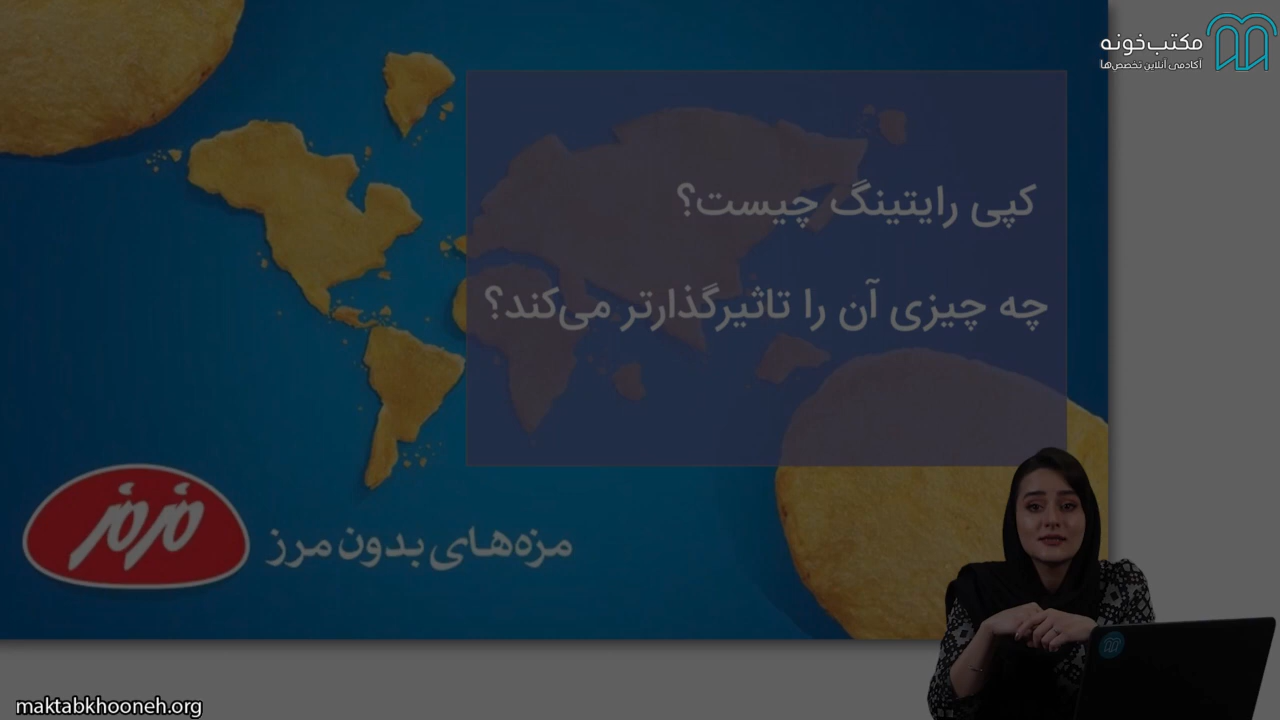 مکتب‌خونه
آکادمی آنلاین تخصص‌ها
کپی رایتینگ چیست؟
چه چیزی آن را تاثیرگذارتر می‌کند؟
مزمز
مزه‌های بدون مرز
maktabkhooneh.org